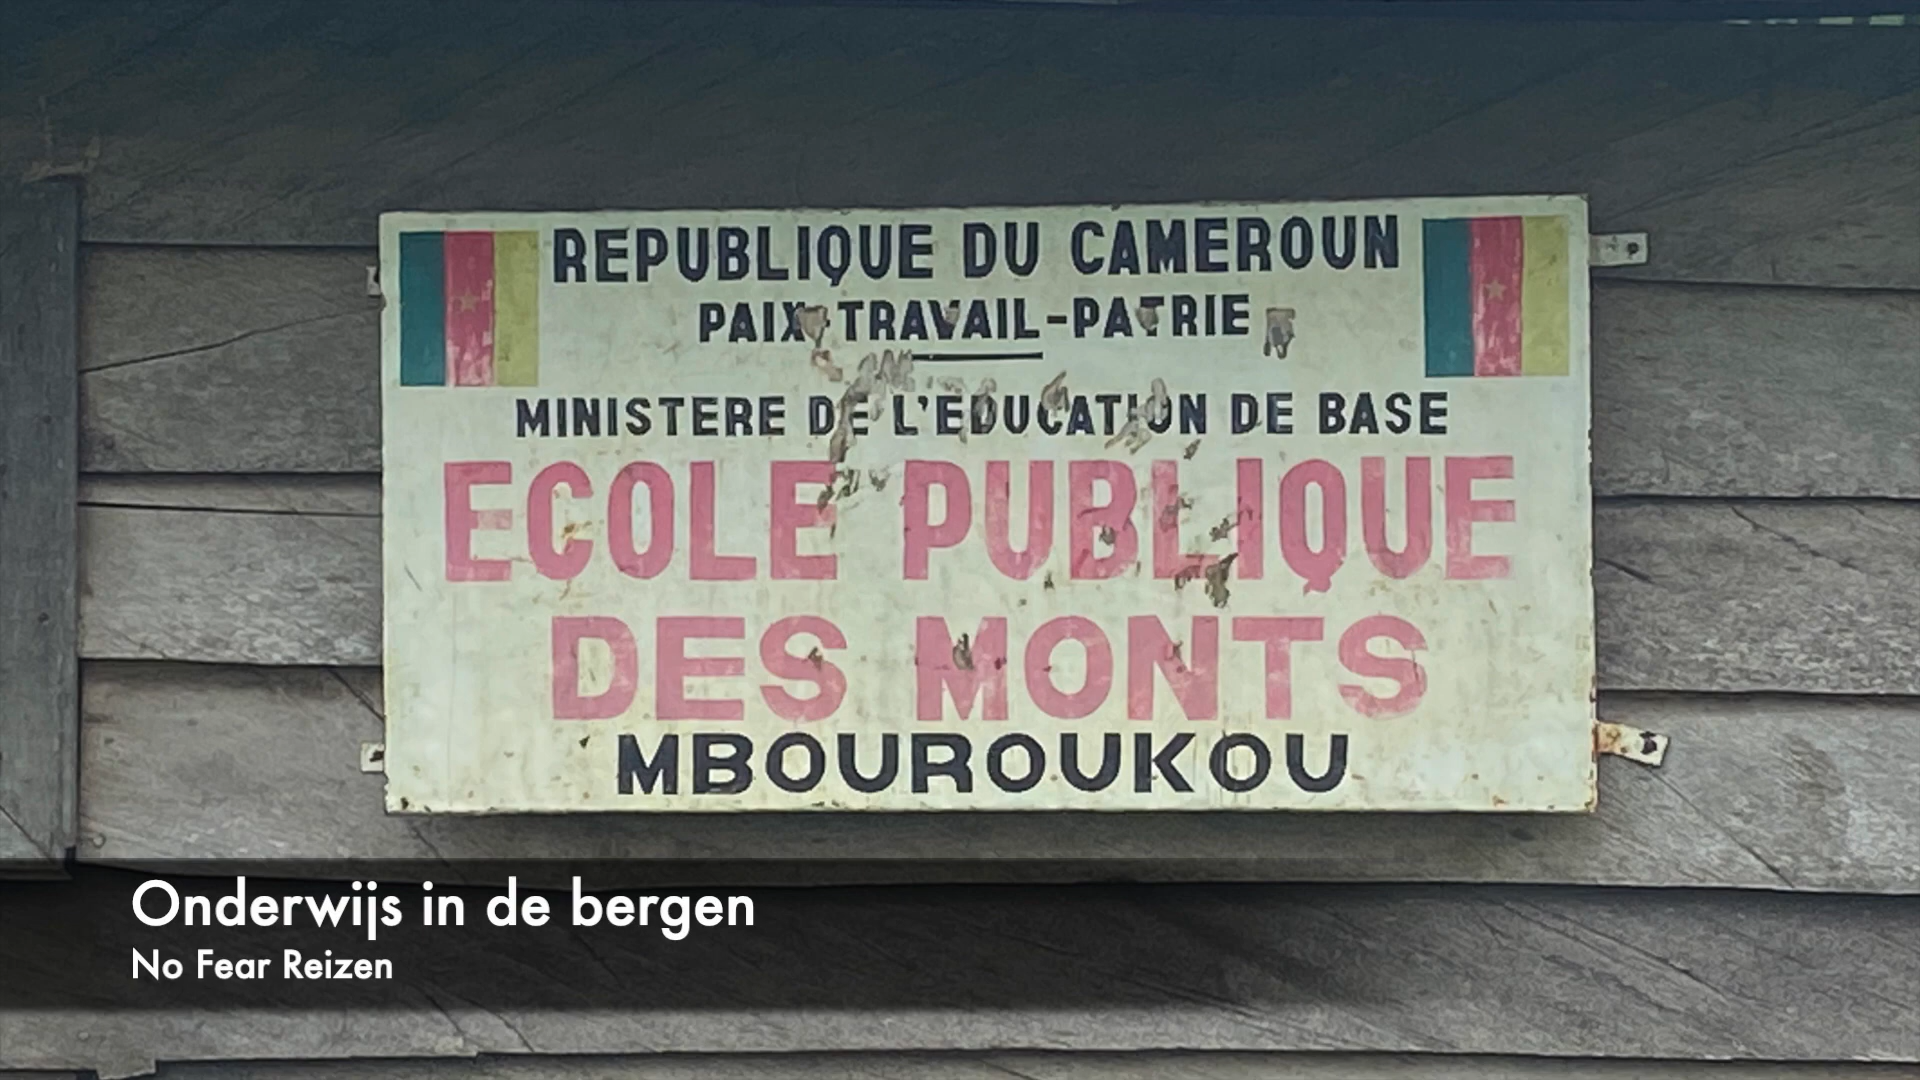 REPUBLIQUE DU CAMEROUN
PAIX-TRAVAIL-PATRIE
MINISTERE DE L'EDUCATION DE BASE
ECOLE PUBLIQUE
DES MONTS
MBOUROUKOU
Onderwijs in de bergen
No Fear Reizen